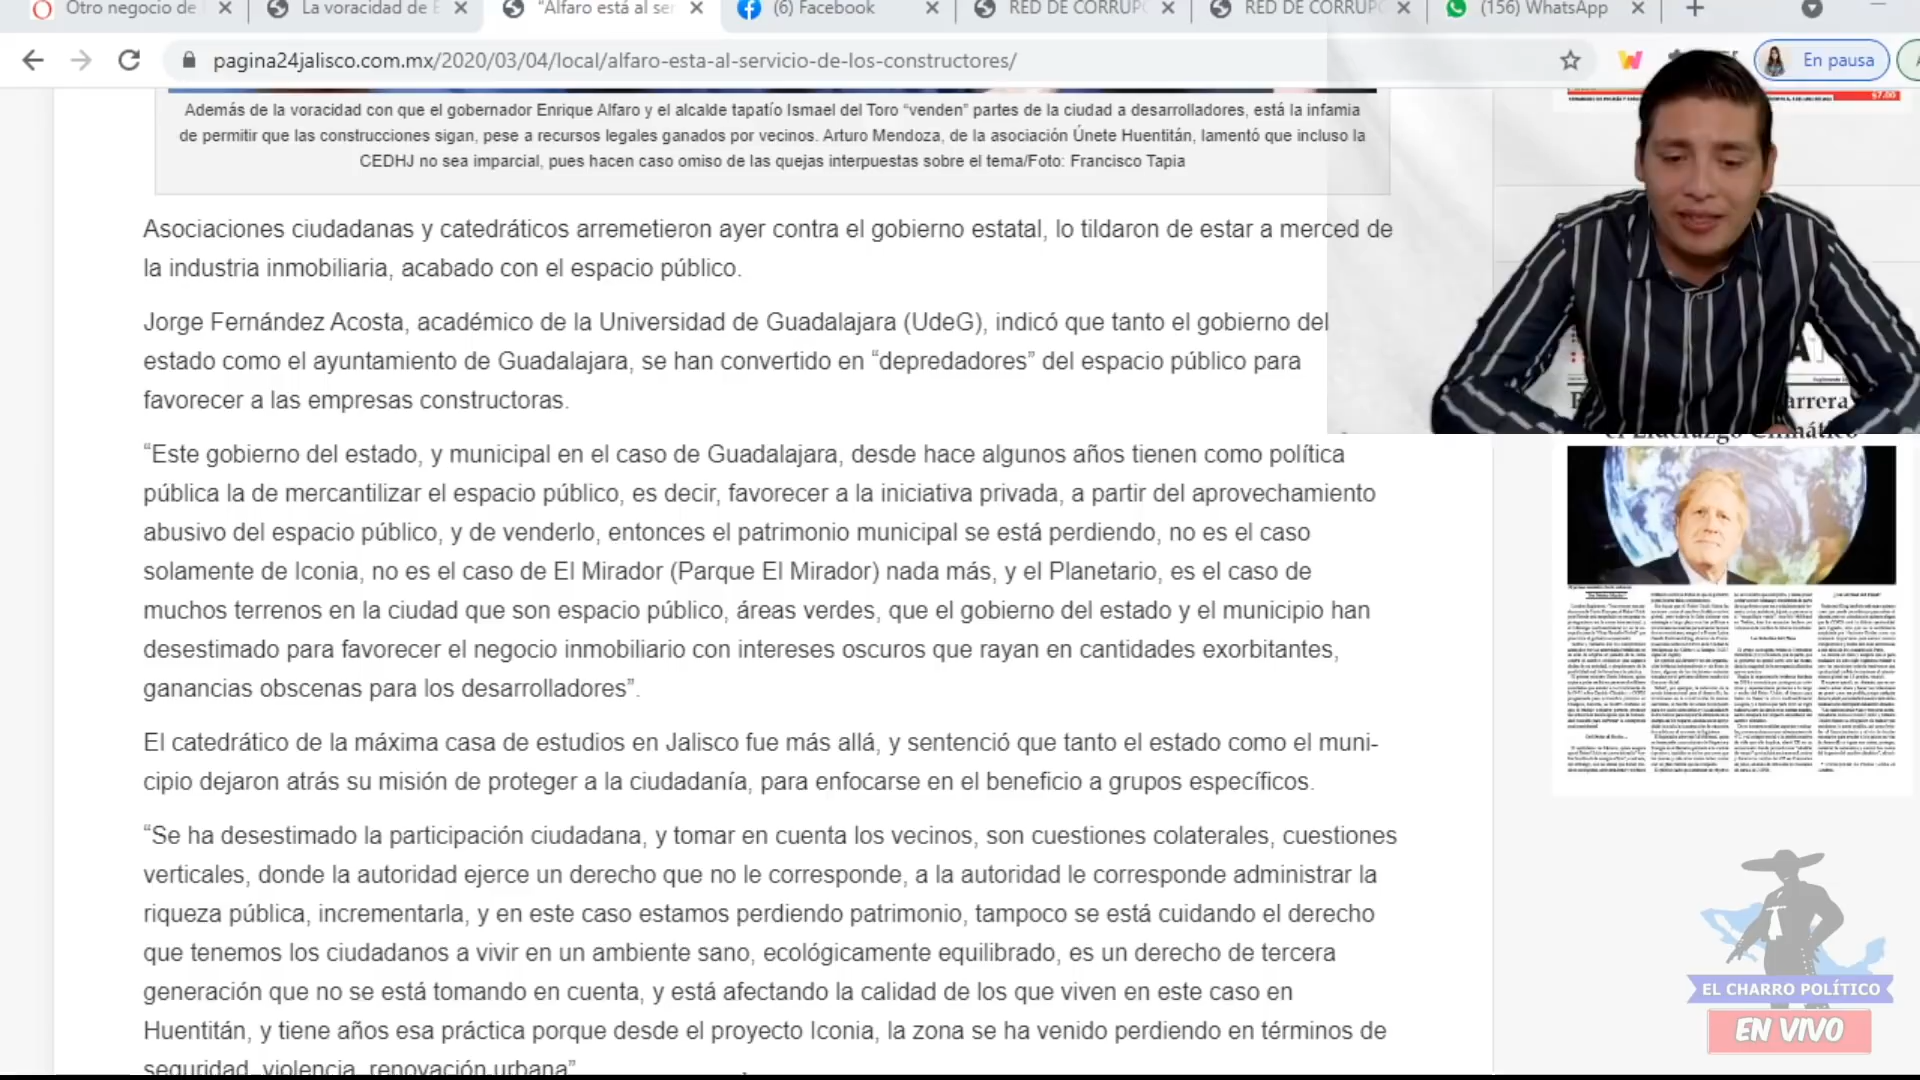 Otro negocio de
La voracidad de E
"Alfaro está al ser
(6) Facebook
RED DE CORRUPC
RED DE CORRUPC
(156) WhatsApp
pagina24jalisco.com.mx/2020/03/04/local/alfaro-esta-al-servicio-de-los-constructores/
En pausa
$7.00
Además de la voracidad con que el gobernador Enrique Alfaro y el alcalde tapatío Ismael del Toro “venden” partes de la ciudad a desarrolladores, está la infamia
de permitir que las construcciones sigan, pese a recursos legales ganados por vecinos. Arturo Mendoza, de la asociación Únete Huentitán, lamentó que incluso la
CEDHJ no sea imparcial, pues hacen caso omiso de las quejas interpuestas sobre el tema/Foto: Francisco Tapia
Asociaciones ciudadanas y catedráticos arremetieron ayer contra el gobierno estatal, lo tildaron de estar a merced de
la industria inmobiliaria, acabado con el espacio público.
Jorge Fernández Acosta, académico de la Universidad de Guadalajara (UdeG), indicó que tanto el gobierno del
estado como el ayuntamiento de Guadalajara, se han convertido en “depredadores” del espacio público para
favorecer a las empresas constructoras.
“Este gobierno del estado, y municipal en el caso de Guadalajara, desde hace algunos años tienen como política
pública la de mercantilizar el espacio público, es decir, favorecer a la iniciativa privada, a partir del aprovechamiento
abusivo del espacio público, y de venderlo, entonces el patrimonio municipal se está perdiendo, no es el caso
solamente de Iconia, no es el caso de El Mirador (Parque El Mirador) nada más, y el Planetario, es el caso de
muchos terrenos en la ciudad que son espacio público, áreas verdes, que el gobierno del estado y el municipio han
desestimado para favorecer el negocio inmobiliario con intereses oscuros que rayan en cantidades exorbitantes,
ganancias obscenas para los desarrolladores”.
El catedrático de la máxima casa de estudios en Jalisco fue más allá, y sentenció que tanto el estado como el muni-
cipio dejaron atrás su misión de proteger a la ciudadanía, para enfocarse en el beneficio a grupos específicos.
“Se ha desestimado la participación ciudadana, y tomar en cuenta los vecinos, son cuestiones colaterales, cuestiones
verticales, donde la autoridad ejerce un derecho que no le corresponde, a la autoridad le corresponde administrar la
riqueza pública, incrementarla, y en este caso estamos perdiendo patrimonio, tampoco se está cuidando el derecho
que tenemos los ciudadanos a vivir en un ambiente sano, ecológicamente equilibrado, es un derecho de tercera
generación que no se está tomando en cuenta, y está afectando la calidad de los que viven en este caso en
Huentitán, y tiene años esa práctica porque desde el proyecto Iconia, la zona se ha venido perdiendo en términos de
seguridad, violencia, renovación urbana”
arrera
el Liderazgo Climático
EL CHARRO POLÍTICO
EN VIVO